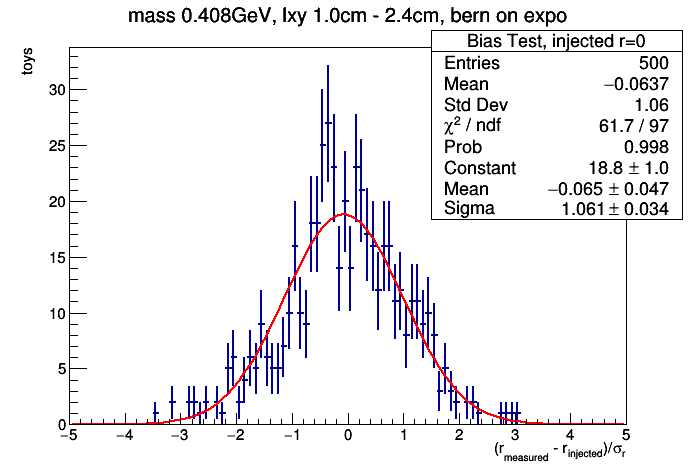 mass 0.408GeV, lxy 1.0cm - 2.4cm, bern on expo
toys
Bias Test, injected r=0
Entries 500
Mean −0.0637
Std Dev 1.06
χ² / ndf 61.7 / 97
Prob 0.998
Constant 18.8 ± 1.0
Mean −0.065 ± 0.047
Sigma 1.061 ± 0.034
30
25
20
15
10
5
0
−5 −4 −3 −2 −1 0 1 2 3 4 5
(r_measured - r_injected)/σ_r